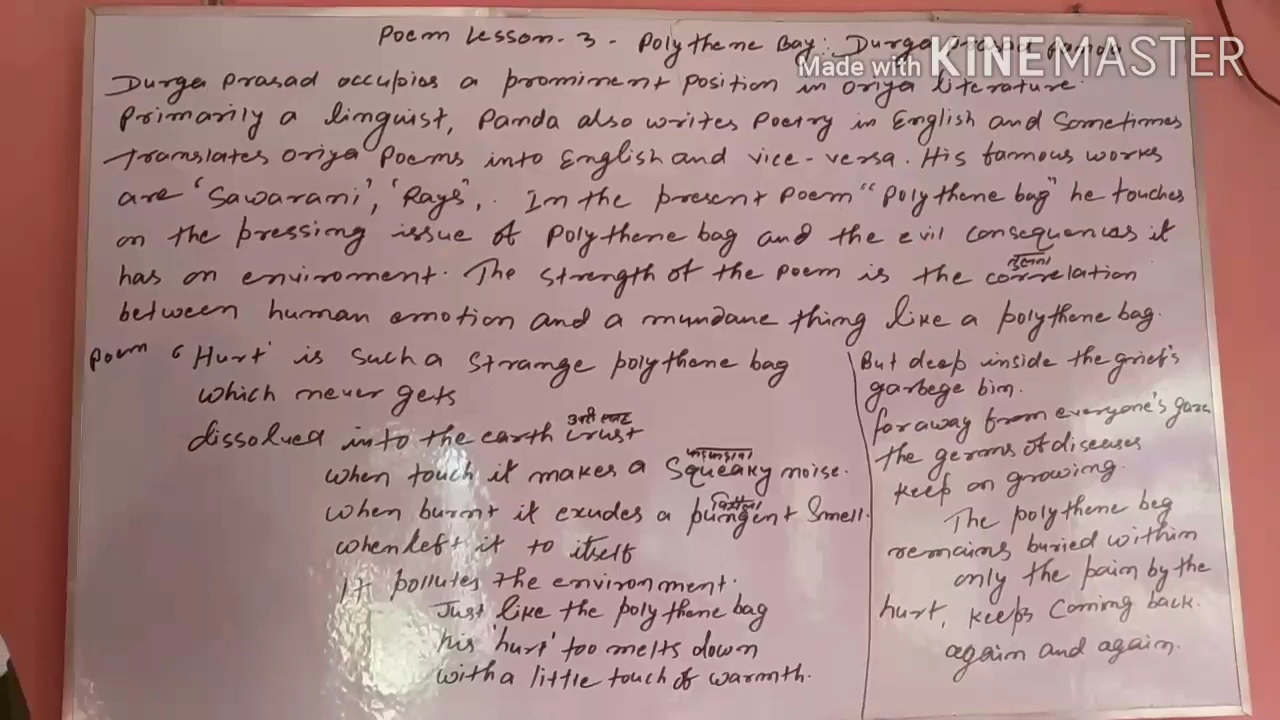 Poem Lesson-3 - Polythene Bag: Durga Prasad Panda
Made with KINEMASTER
Durga Prasad occupies a prominent position in oriya literature.
Primarily a linguist, Panda also writes Poetry in English and Sometimes
translates oriya Poems into English and vice-versa. His famous works
are 'Sawarani', 'Rays',. In the present Poem "Polythene bag" he touches
on the pressing issue of Polythene bag and the evil consequences it
has on enviroment. The strength of the poem is the correlation
तुलना
between human emotion and a mundane thing like a polythene bag.
Poem 'Hurt' is such a strange polythene bag
which never gets
dissolved into the earth crust
when touch it makes a squeaky noise.
when burnt it exudes a pungent smell.
when left it to itself
It pollutes the environment.
Just like the polythene bag
his 'hurt' too melts down
with a little touch of warmth.
But deep inside the grief's
garbege bin.
far away from everyone's gaze
the germs of diseases
keep on growing.
The polythene beg
remains buried within
only the pain by the
hurt, keeps coming back.
again and again.